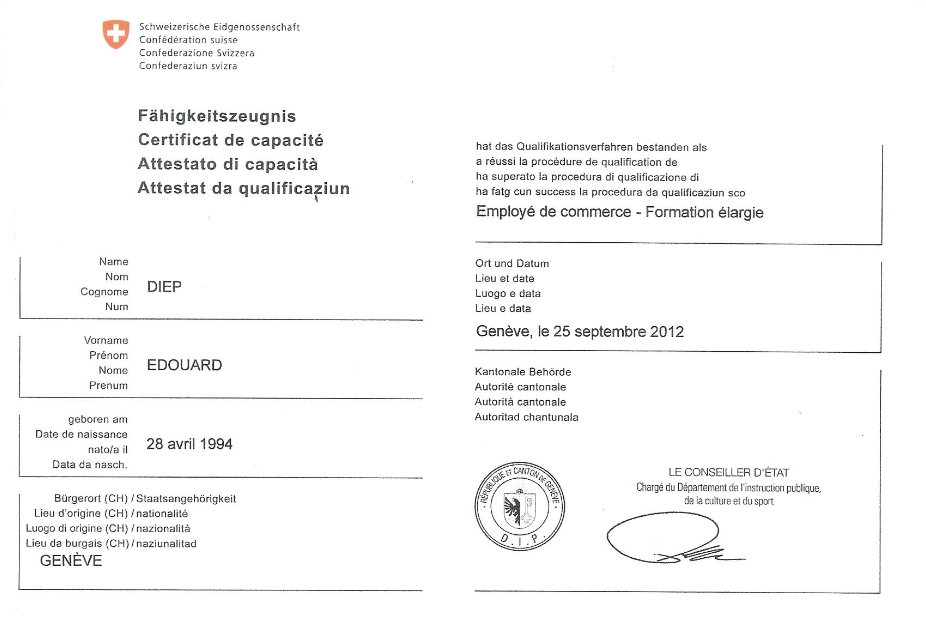 Schweizerische Eidgenossenschaft
Confédération suisse
Confederazione Svizzera
Confederaziun svizra
Fähigkeitszeugnis
Certificat de capacité
Attestato di capacità
Attestat da qualificaziun
Name
Nom
Cognome
Num
DIEP
Vorname
Prénom
Nome
Prenum
EDOUARD
geboren am
Date de naissance
nato/a il
Data da nasch.
28 avril 1994
Bürgerort (CH) / Staatsangehörigkeit
Lieu d'origine (CH) / nationalité
Luogo di origine (CH) / nazionalità
Lieu da burgais (CH) / naziunalitad
GENÈVE
hat das Qualifikationsverfahren bestanden als
a réussi la procédure de qualification de
ha superato la procedura di qualificazione di
ha fatg cun success la procedura da qualificaziun sco
Employé de commerce - Formation élargie
Ort und Datum
Lieu et date
Luogo e data
Lieu e data
Genève, le 25 septembre 2012
Kantonale Behörde
Autorité cantonale
Autorità cantonale
Autoritad chantunala
RÉPUBLIQUE ET CANTON DE GENÈVE
D.I.P.
LE CONSEILLER D'ÉTAT
Chargé du Département de l'instruction publique,
de la culture et du sport